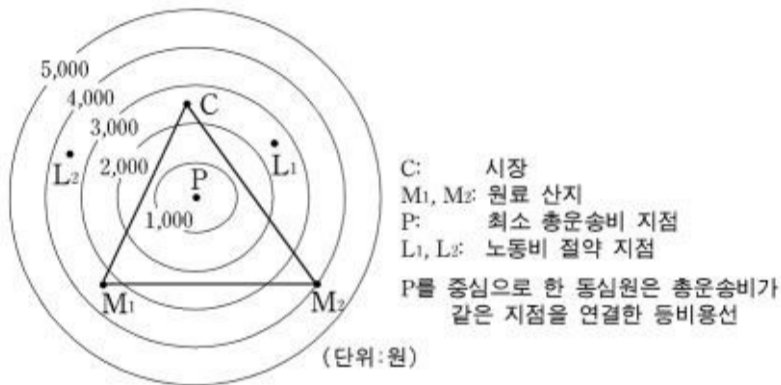 5,000
4,000
C
3,000
L₁
L₂
2,000
P
1,000
M₁
M₂
(단위:원)
C: 시장
M₁, M₂: 원료 산지
P: 최소 총운송비 지점
L₁, L₂: 노동비 절약 지점
P를 중심으로 한 동심원은 총운송비가
같은 지점을 연결한 등비용선